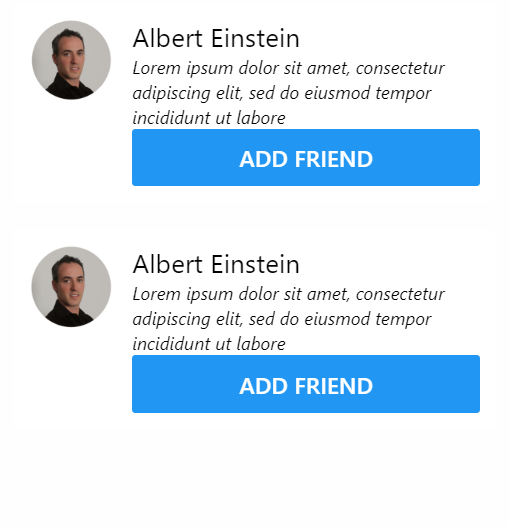 Albert Einstein
Lorem ipsum dolor sit amet, consectetur
adipiscing elit, sed do eiusmod tempor
incididunt ut labore
ADD FRIEND
Albert Einstein
Lorem ipsum dolor sit amet, consectetur
adipiscing elit, sed do eiusmod tempor
incididunt ut labore
ADD FRIEND